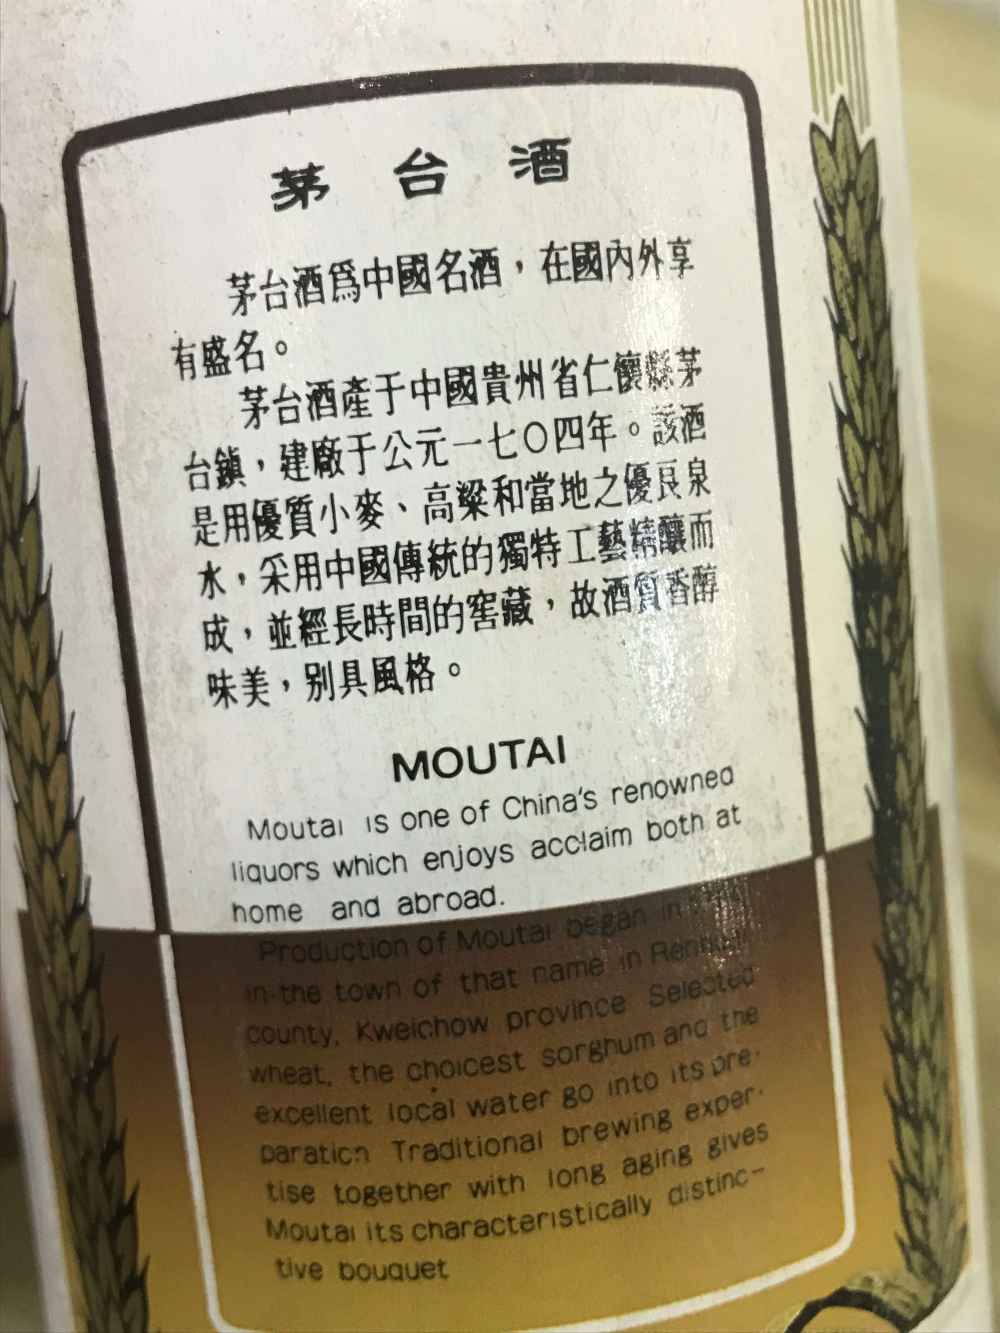 茅台酒
茅台酒爲中國名酒，在國內外享
有盛名。
茅台酒產于中國貴州省仁懷縣茅
台鎮，建廠于公元一七〇四年。該酒
是用優質小麥、高粱和當地之優良泉
水，采用中國傳統的獨特工藝精釀而
成，並經長時間的窖藏，故酒質香醇
味美，别具風格。
MOUTAI
Moutai is one of China's renowned
liquors which enjoys acclaim both at
home and abroad.
Production of Moutai began in
in-the town of that name in
county, Kweichow province Selected
wheat, the choicest sorghum and the
excellent local water go into its pre-
paration Traditional brewing exper-
tise together with long aging gives
Moutai its characteristically distinc-
tive bouquet